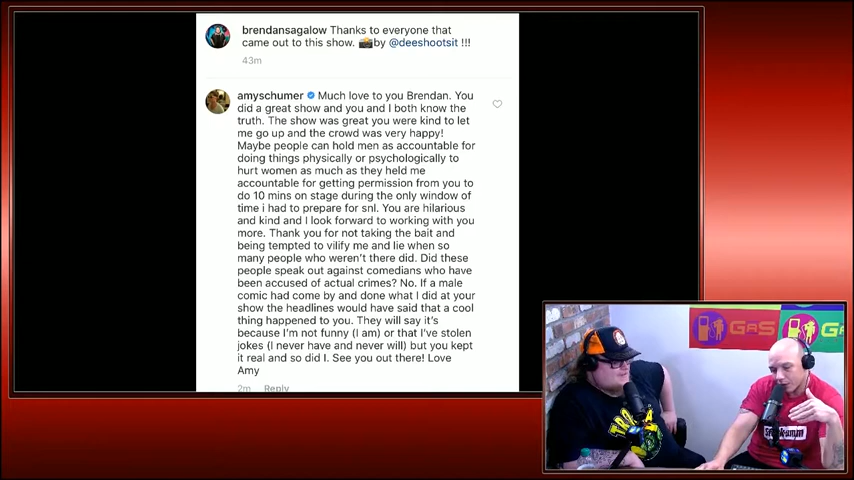 brendansagalow Thanks to everyone that
came out to this show. 📸by @deeshootsit !!!
43m
amyschumer Much love to you Brendan. You
did a great show and you and I both know the
truth. The show was great you were kind to let
me go up and the crowd was very happy!
Maybe people can hold men as accountable for
doing things physically or psychologically to
hurt women as much as they held me
accountable for getting permission from you to
do 10 mins on stage during the only window of
time i had to prepare for snl. You are hilarious
and kind and I look forward to working with you
more. Thank you for not taking the bait and
being tempted to vilify me and lie when so
many people who weren't there did. Did these
people speak out against comedians who have
been accused of actual crimes? No. If a male
comic had come by and done what I did at your
show the headlines would have said that a cool
thing happened to you. They will say it's
because I'm not funny (I am) or that I've stolen
jokes (I never have and never will) but you kept
it real and so did I. See you out there! Love
Amy
2m Reply
GAS
G